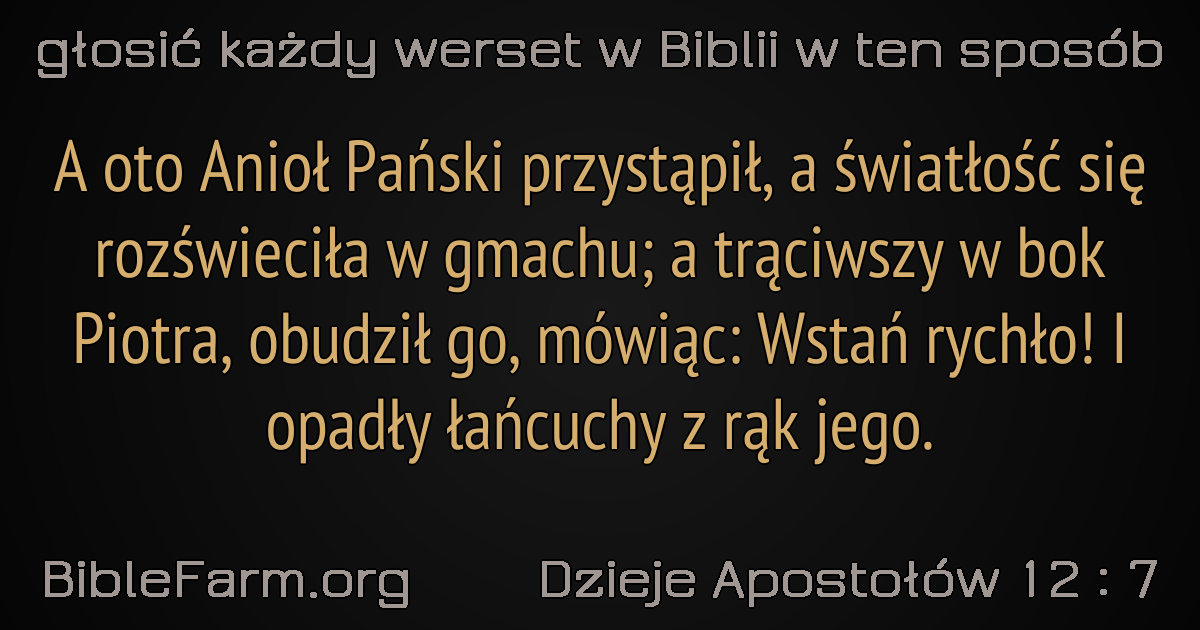 głosić każdy werset w Biblii w ten sposób
A oto Anioł Pański przystąpił, a światłość się
rozświeciła w gmachu; a trąciwszy w bok
Piotra, obudził go, mówiąc: Wstań rychło! I
opadły łańcuchy z rąk jego.
BibleFarm.org
Dzieje Apostołów 12 : 7